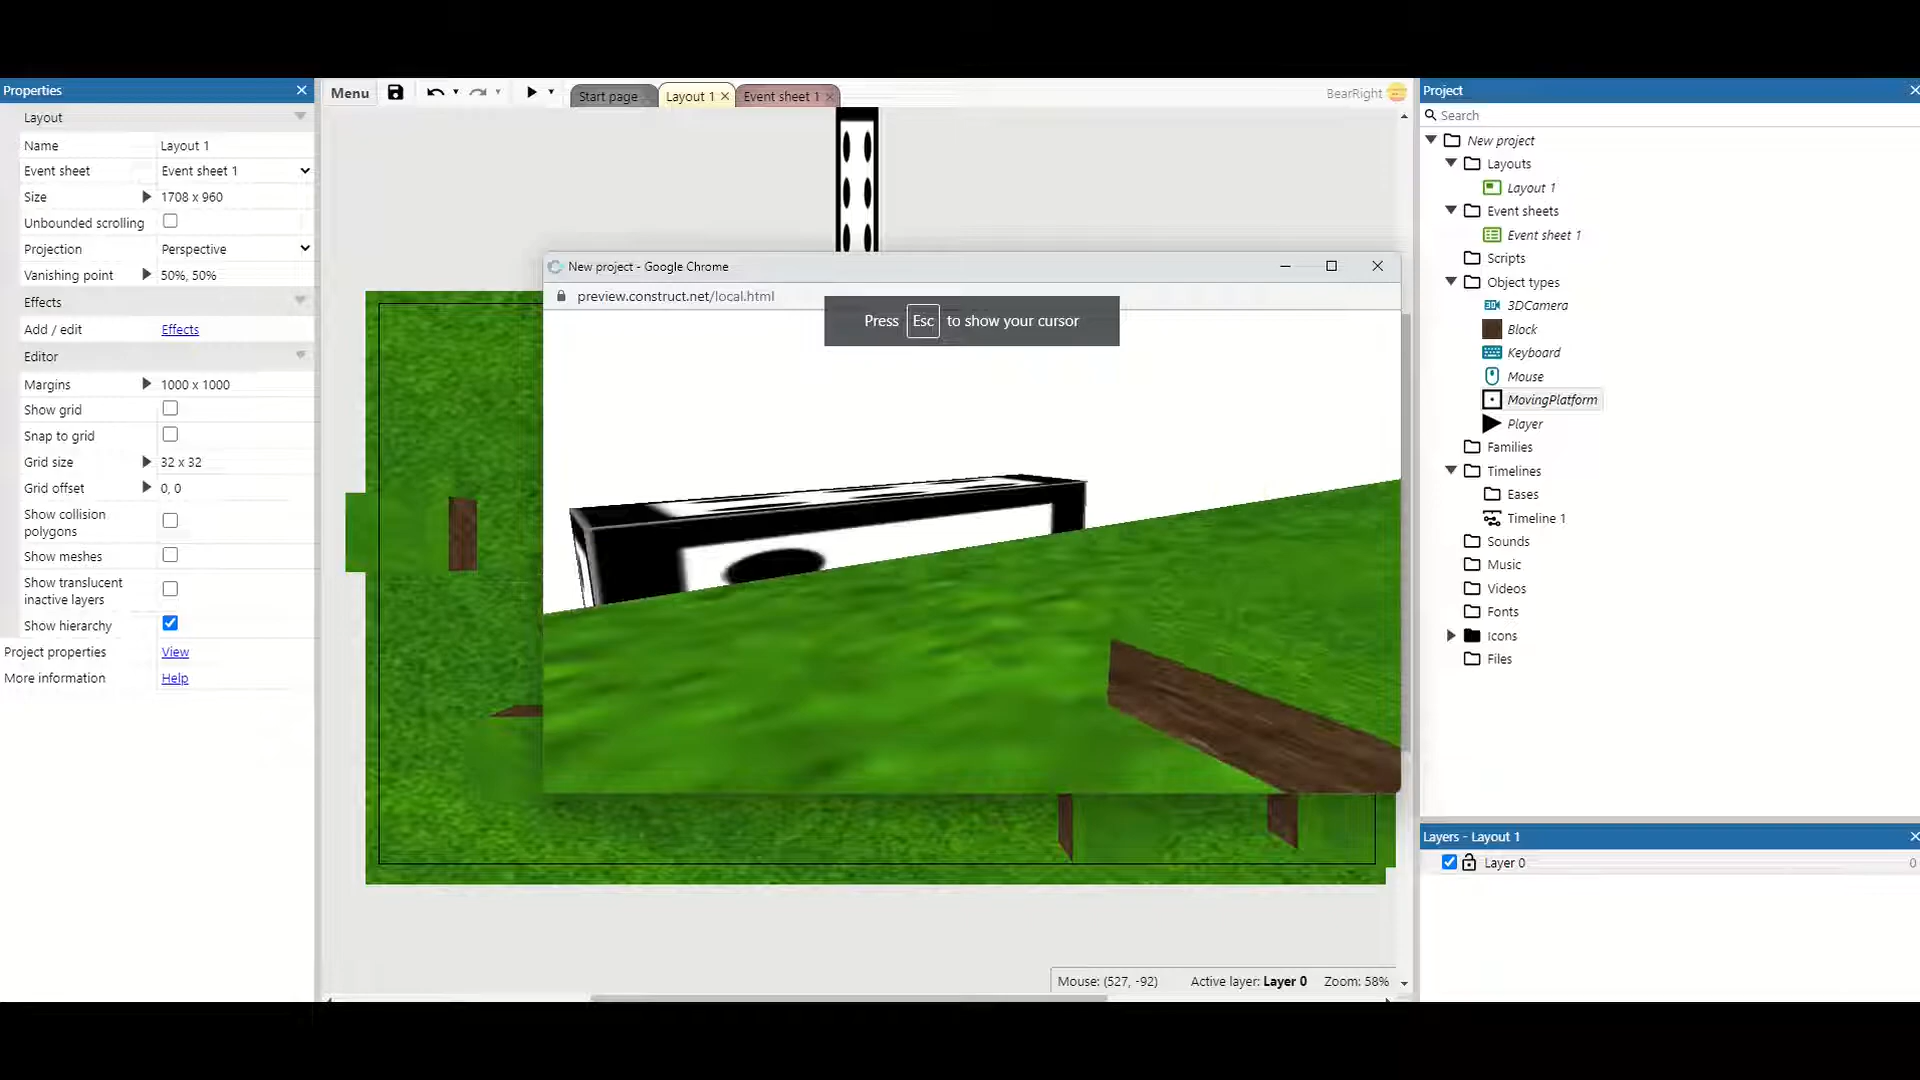 Properties
Layout
Name Layout 1
Event sheet Event sheet 1
Size 1708 x 960
Unbounded scrolling
Projection Perspective
Vanishing point 50%, 50%
Effects
Add / edit Effects
Editor
Margins 1000 x 1000
Show grid
Snap to grid
Grid size 32 x 32
Grid offset 0, 0
Show collision
polygons
Show meshes
Show translucent
inactive layers
Show hierarchy
Project properties View
More information Help
Menu
Start page
Layout 1
Event sheet 1
BearRight
New project - Google Chrome
preview.construct.net/local.html
Press Esc to show your cursor
Mouse: (527, -92) Active layer: Layer 0 Zoom: 58%
Project
Search
New project
Layouts
Layout 1
Event sheets
Event sheet 1
Scripts
Object types
3DCamera
Block
Keyboard
Mouse
MovingPlatform
Player
Families
Timelines
Eases
Timeline 1
Sounds
Music
Videos
Fonts
Icons
Files
Layers - Layout 1
Layer 0 0